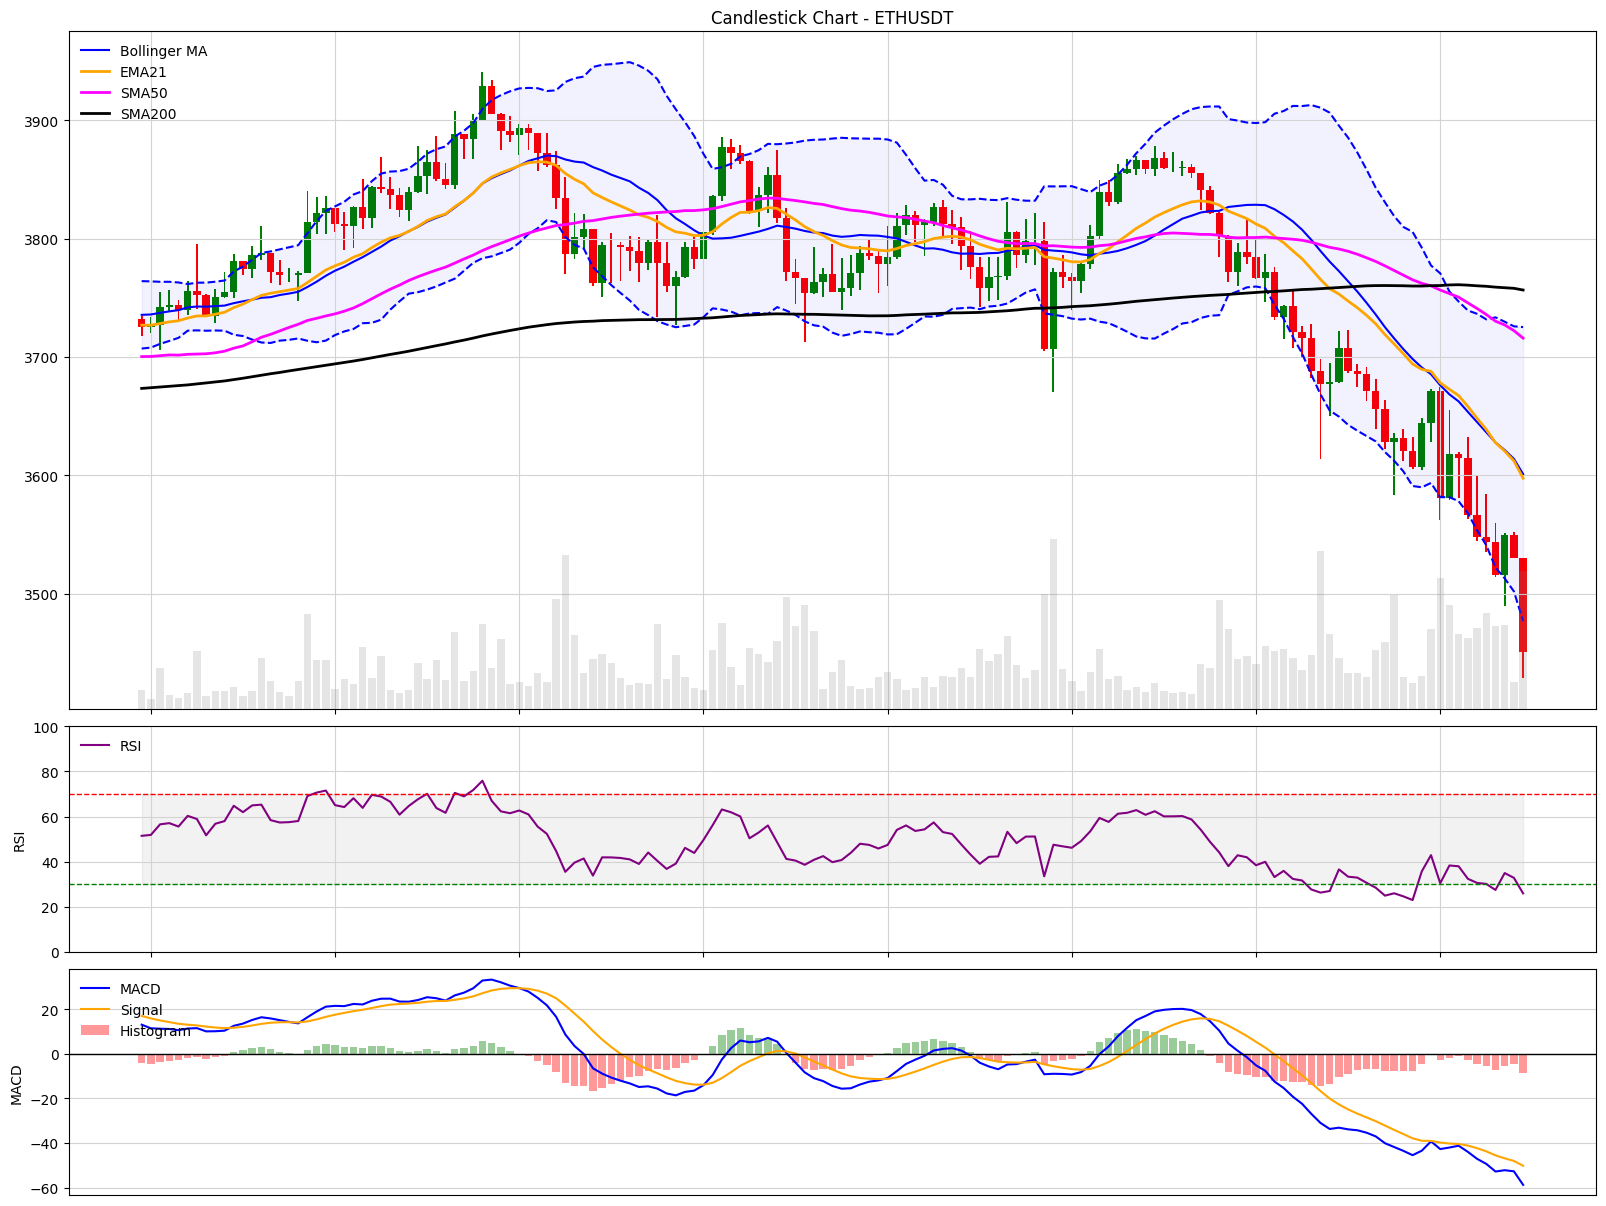 Candlestick Chart - ETHUSDT
Bollinger MA
EMA21
SMA50
SMA200
3900
3800
3700
3600
3500
RSI
100
80
60
40
20
0
RSI
MACD
Signal
Histogram
20
0
−20
−40
−60
MACD